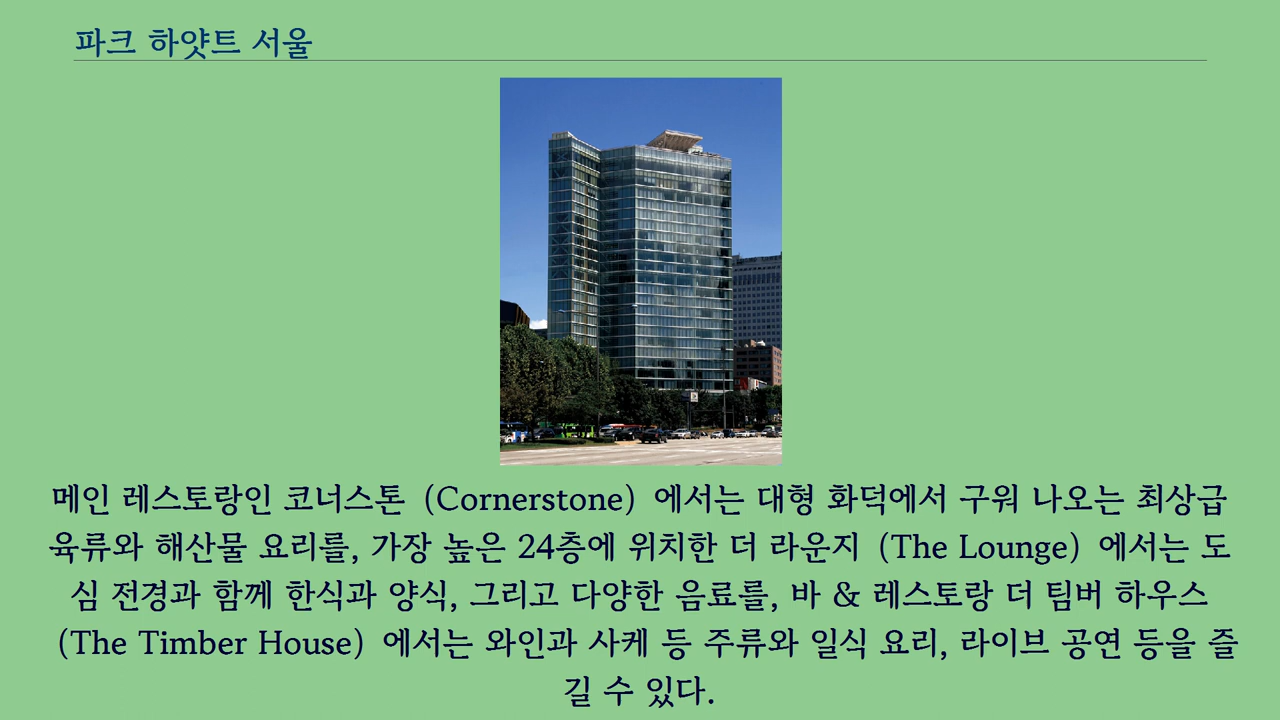 파크 하얏트 서울
메인 레스토랑인 코너스톤 (Cornerstone) 에서는 대형 화덕에서 구워 나오는 최상급
육류와 해산물 요리를, 가장 높은 24층에 위치한 더 라운지 (The Lounge) 에서는 도
심 전경과 함께 한식과 양식, 그리고 다양한 음료를, 바 & 레스토랑 더 팀버 하우스
(The Timber House) 에서는 와인과 사케 등 주류와 일식 요리, 라이브 공연 등을 즐
길 수 있다.